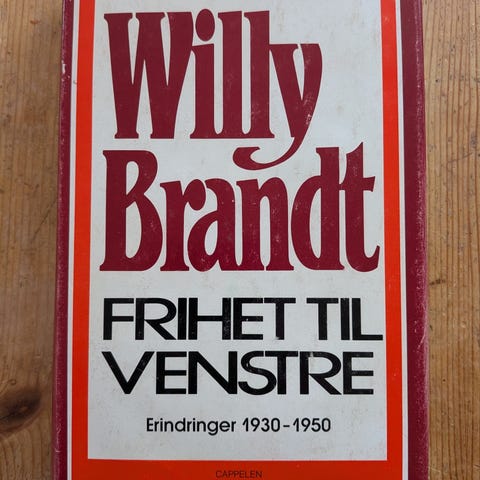 Willy
Brandt
FRIHET TIL
VENSTRE
Erindringer 1930-1950
CAPPELEN